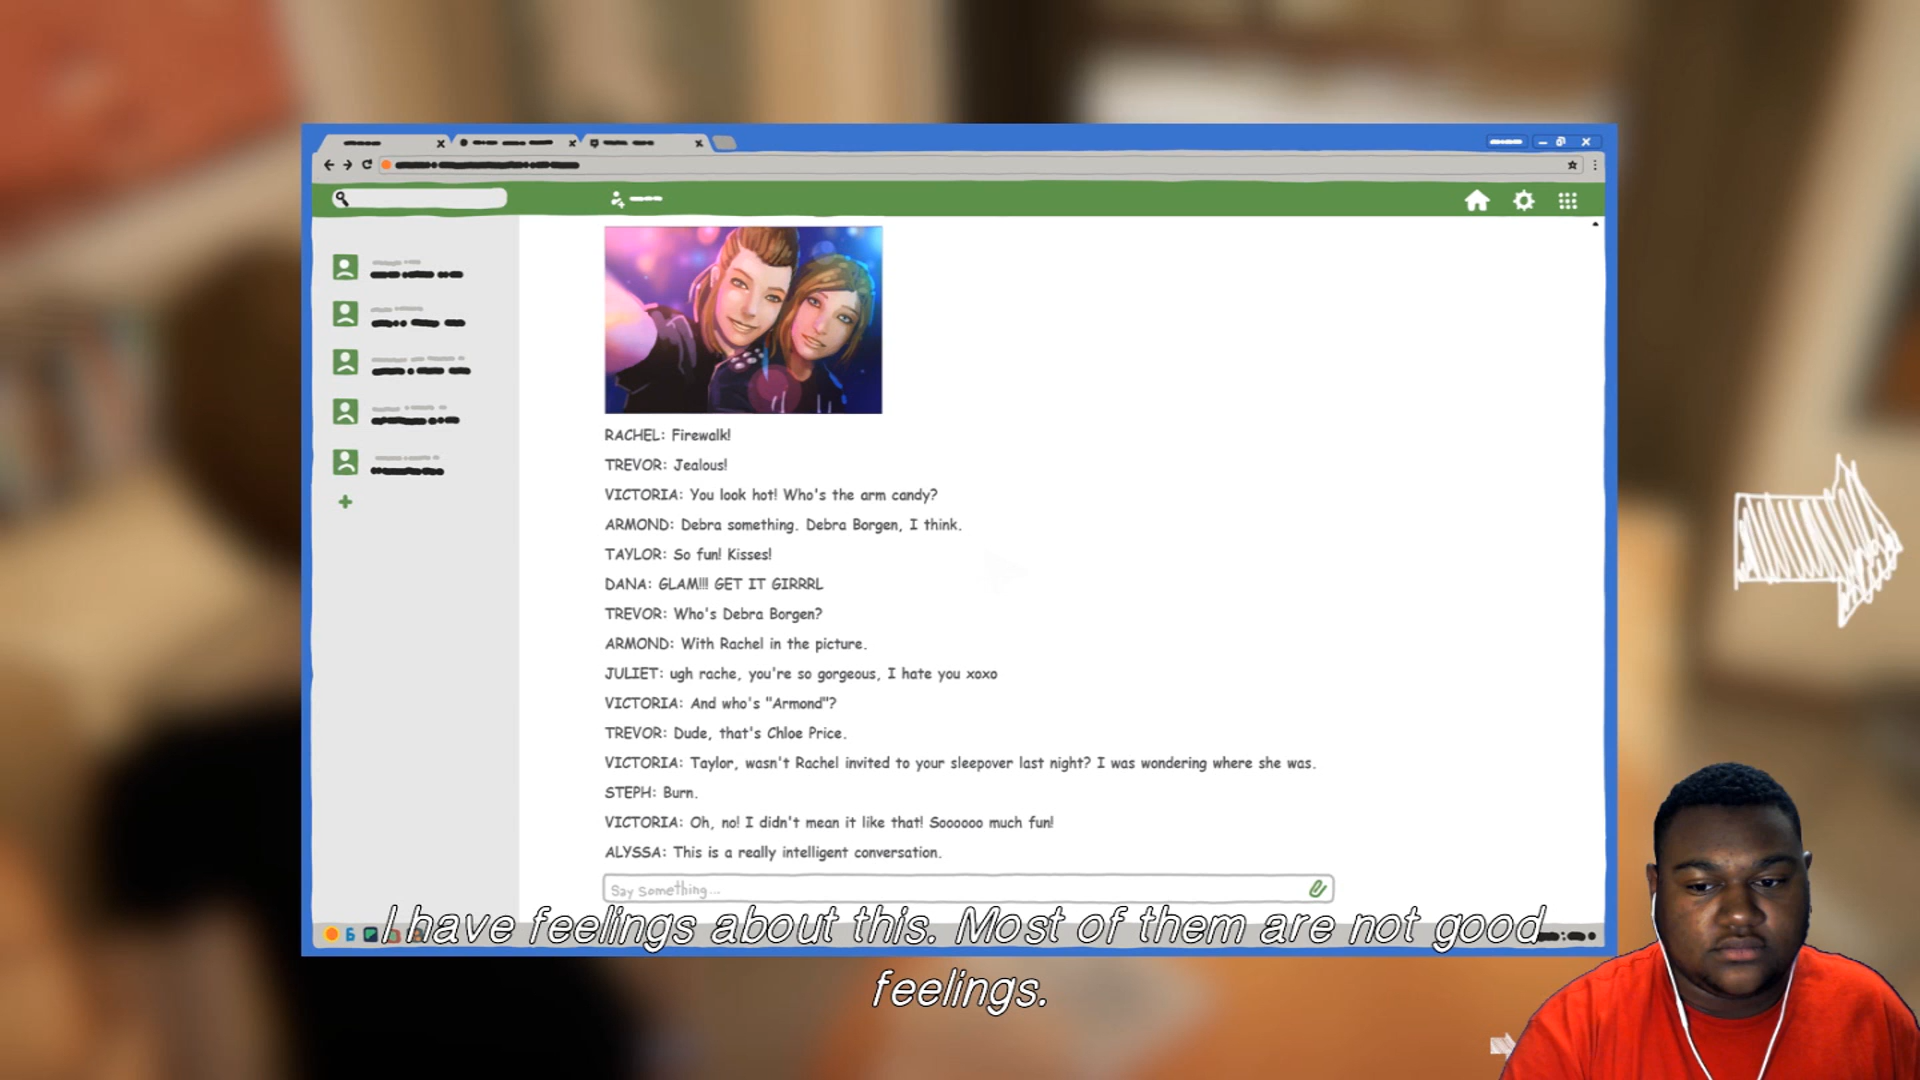 RACHEL: Firewalk!
TREVOR: Jealous!
VICTORIA: You look hot! Who's the arm candy?
ARMOND: Debra something. Debra Borgen, I think.
TAYLOR: So fun! Kisses!
DANA: GLAM!!! GET IT GIRRRL
TREVOR: Who's Debra Borgen?
ARMOND: With Rachel in the picture.
JULIET: ugh rache, you're so gorgeous, I hate you xoxo
VICTORIA: And who's "Armond"?
TREVOR: Dude, that's Chloe Price.
VICTORIA: Taylor, wasn't Rachel invited to your sleepover last night? I was wondering where she was.
STEPH: Burn.
VICTORIA: Oh, no! I didn't mean it like that! Soooooo much fun!
ALYSSA: This is a really intelligent conversation.
Say Something...
I have feelings about this. Most of them are not good
feelings.